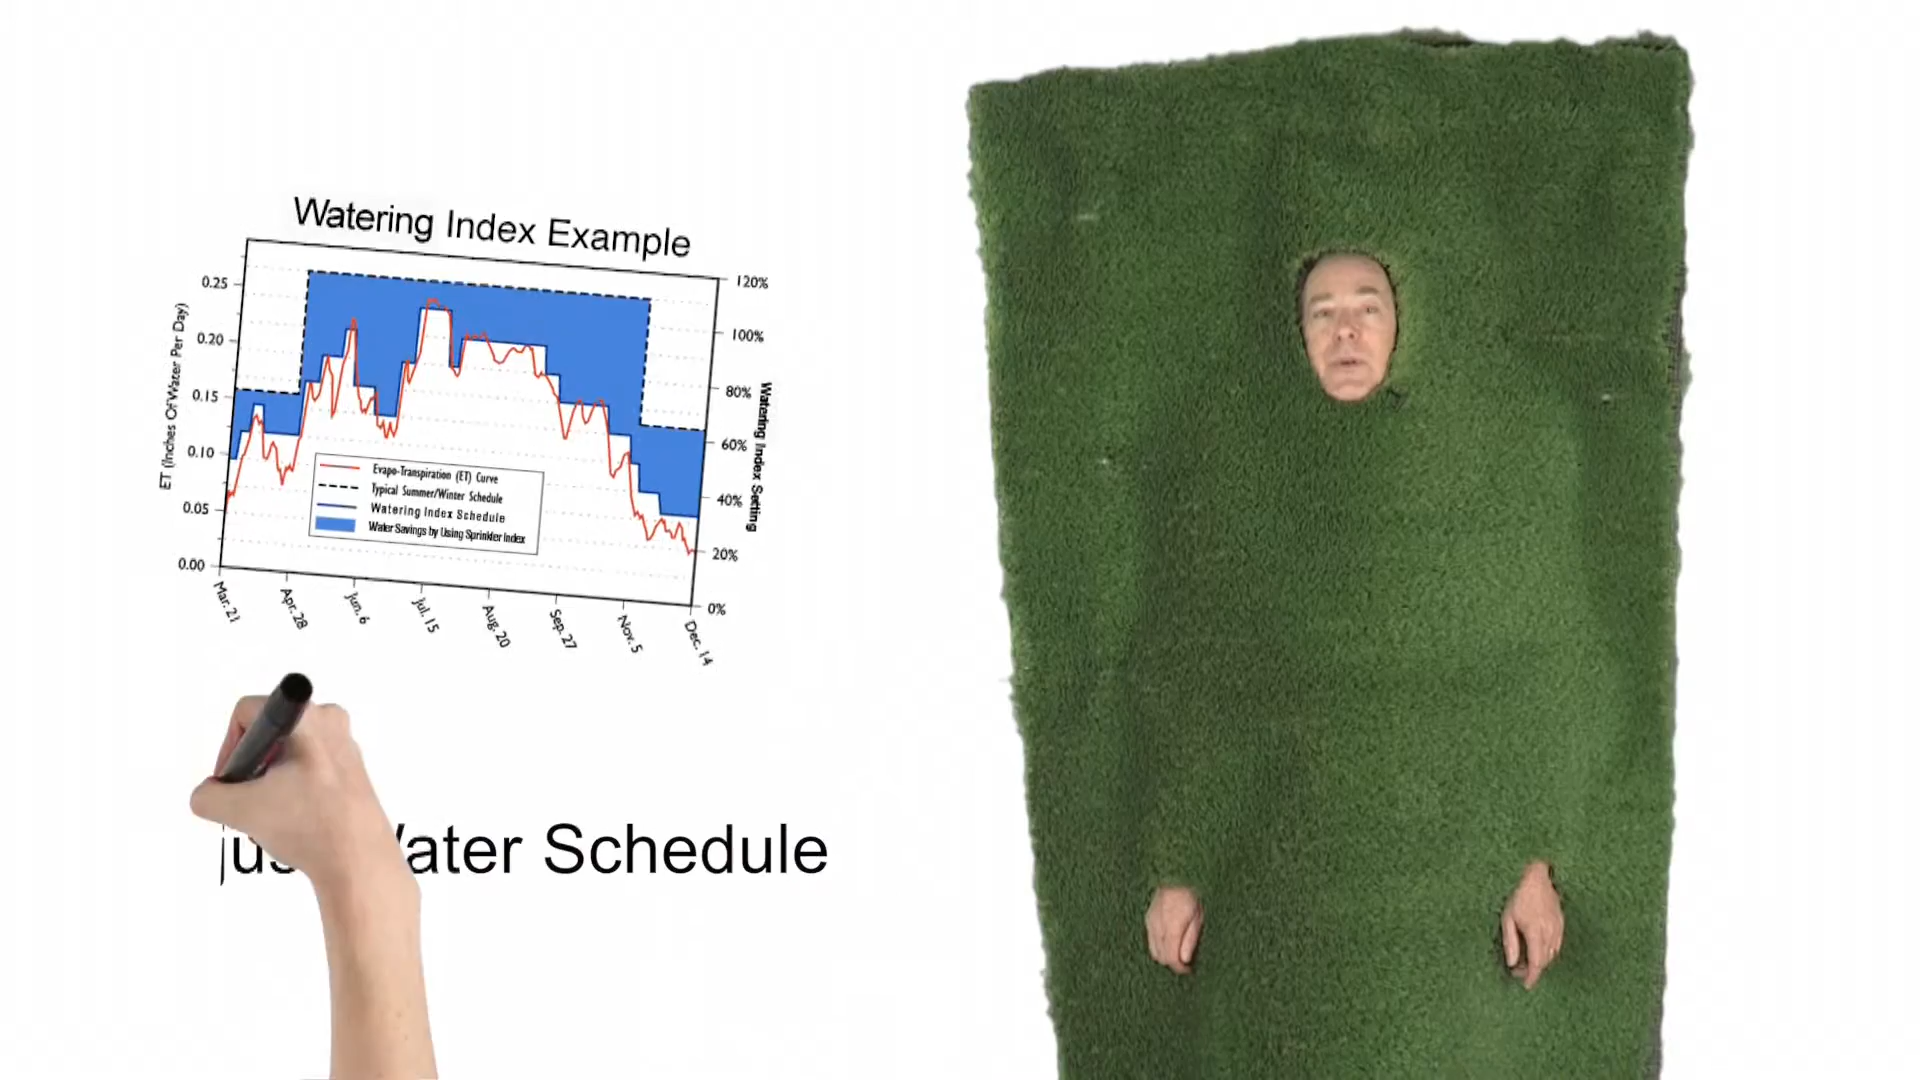 Watering Index Example
ET (Inches Of Water Per Day)
0.25
0.20
0.15
0.10
0.05
0.00
120%
100%
80%
60%
40%
20%
0%
Watering Index Setting
Evapo-Transpiration (ET) Curve
Typical Summer/Winter Schedule
Watering Index Schedule
Water Savings by Using Sprinkler Index
Mar. 21
Apr. 28
Jun. 6
Jul. 15
Aug. 20
Sep. 27
Nov. 5
Dec. 14
Schedule